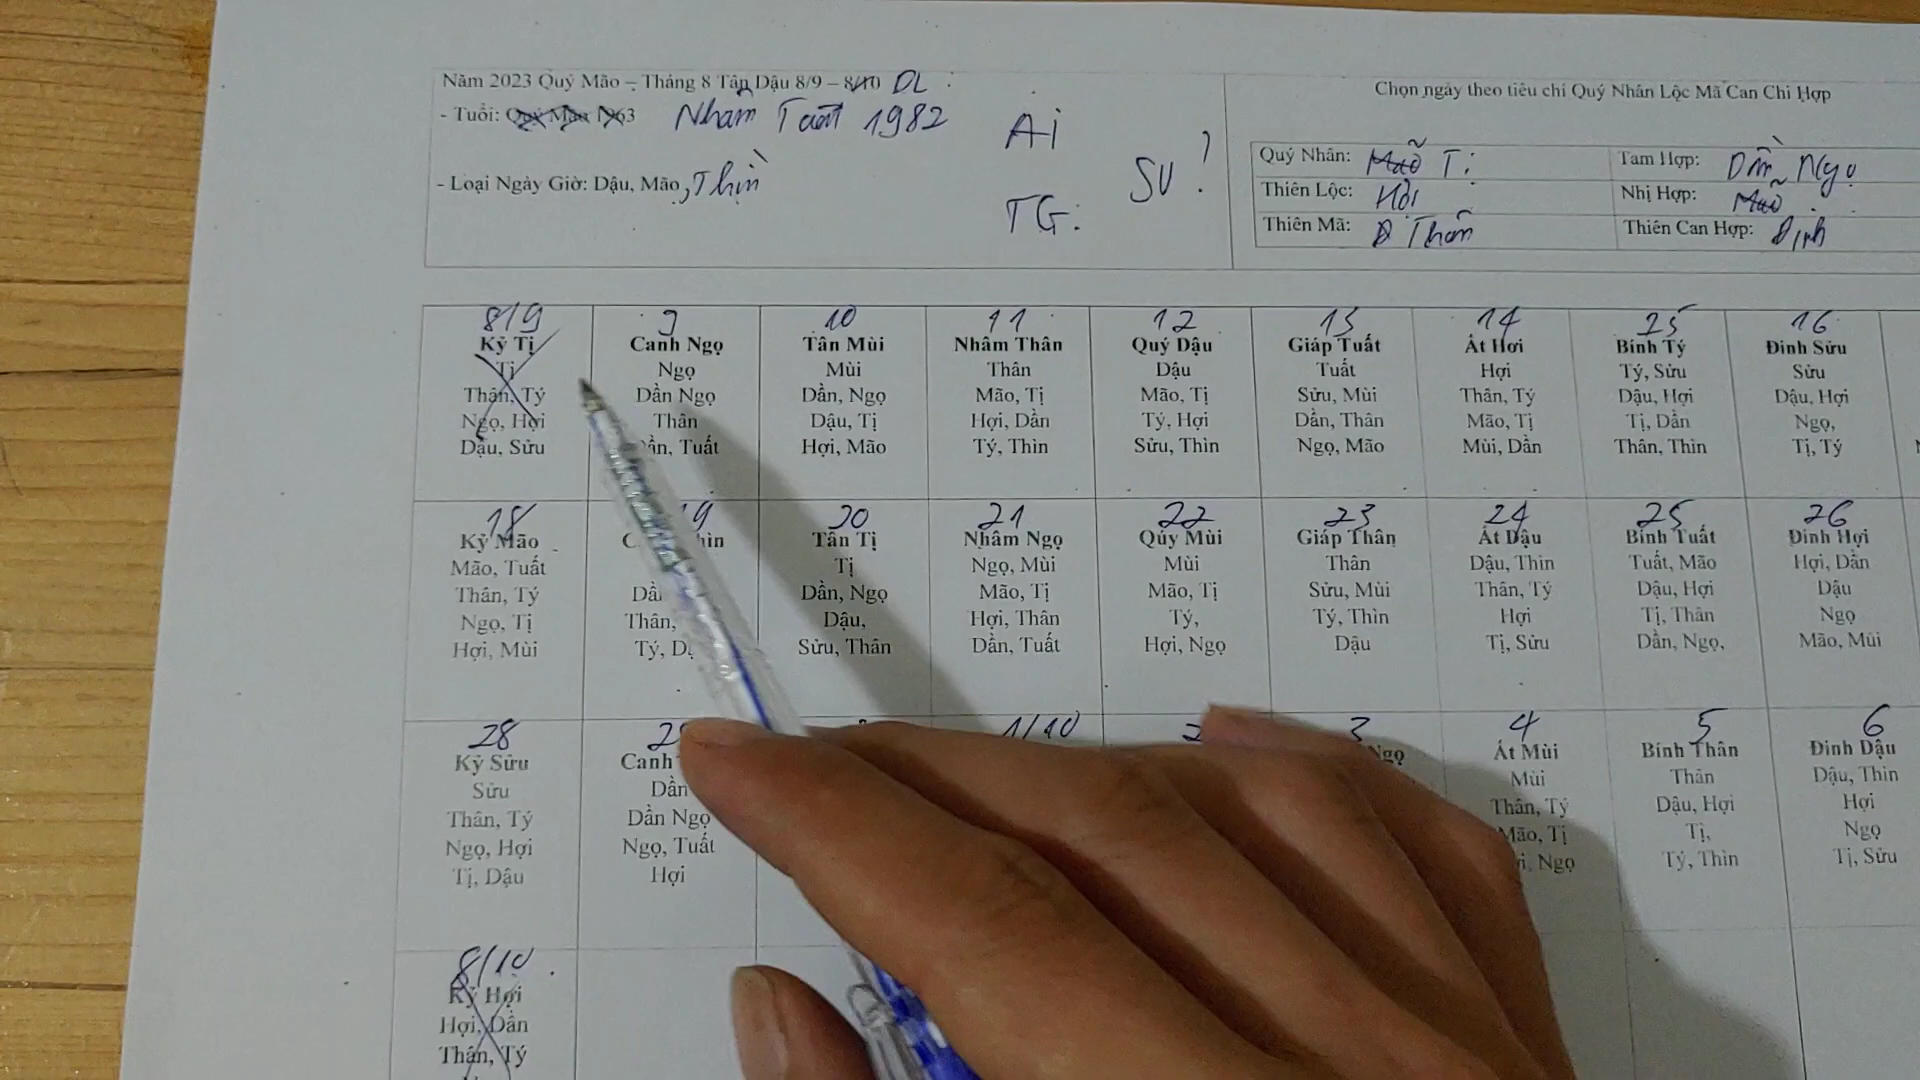 Năm 2023 Quý Mão – Tháng 8 Tân Dậu 8/9 – 8/10 DL
- Tuổi: Nhâm Tuất 1982
- Loại Ngày Giờ: Dậu, Mão, Thìn
Ai
SU?
TG:
Chọn ngày theo tiêu chí Quý Nhân Lộc Mã Can Chi Hợp
Quý Nhân: Tị Tam Hợp: Dần Ngọ
Thiên Lộc: Hợi Nhị Hợp: Mão
Thiên Mã: Thân Thiên Can Hợp: Đinh
8/9 9 10 11 12 13 14 15 16
Kỷ Tị Canh Ngọ Tân Mùi Nhâm Thân Quý Dậu Giáp Tuất Ất Hơi Bính Tý Đinh Sửu
Tị Ngọ Mùi Thân Dậu Tuất Hợi Tý, Sửu Sửu
Thân, Tý Dần Ngọ Dần, Ngọ Mão, Tị Mão, Tị Sửu, Mùi Thân, Tý Dậu, Hợi Dậu, Hợi
Ngọ, Hợi Thân Dậu, Tị Hợi, Dần Tý, Hợi Dần, Thân Mão, Tị Tị, Dần Ngọ,
Dậu, Sửu Tuất Hợi, Mão Tý, Thìn Sửu, Thìn Ngọ, Mão Mùi, Dần Thân, Thìn Tị, Tý
18 19 20 21 22 23 24 25 26
Kỷ Mão Tân Tị Nhâm Ngọ Qúy Mùi Giáp Thân Ất Dậu Bính Tuất Đinh Hợi
Mão, Tuất Tị Ngọ, Mùi Mùi Thân Dậu, Thìn Tuất, Mão Hợi, Dần
Thân, Tý Dần, Ngọ Mão, Tị Mão, Tị Sửu, Mùi Thân, Tý Dậu, Hợi Dậu
Ngọ, Tị Thân, Dậu, Hợi, Thân Tý, Tý, Thìn Hợi Tị, Thân Ngọ
Hợi, Mùi Tý, Sửu, Thân Dần, Tuất Hợi, Ngọ Dậu Tị, Sửu Dần, Ngọ, Mão, Mùi
28 1/10 2 3 4 5 6
Kỷ Sửu Canh Ngọ Ất Mùi Bính Thân Đinh Dậu
Sửu Dần Mùi Thân Dậu, Thìn
Thân, Tý Dần Ngọ Thân, Tý Dậu, Hợi Hợi
Ngọ, Hợi Ngọ, Tuất Mão, Tị Tị, Ngọ
Tị, Dậu Hợi Ngọ Tý, Thìn Tị, Sửu
8/10
Kỷ Hợi
Hợi, Dần
Thân, Tý